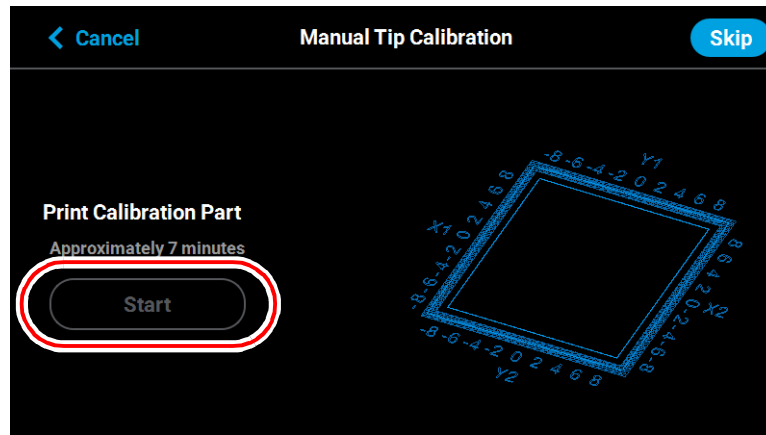 Cancel
Manual Tip Calibration
Skip
Print Calibration Part
Approximately 7 minutes
Start
Y1
-8 -6 -4 -2 0 2 4 6 8
X1
8 6 4 2 0 -2 -4 -6 -8
8 6 4 2 0 -2 -4 -6 -8
X2
-8 -6 -4 -2 0 2 4 6 8
Y2